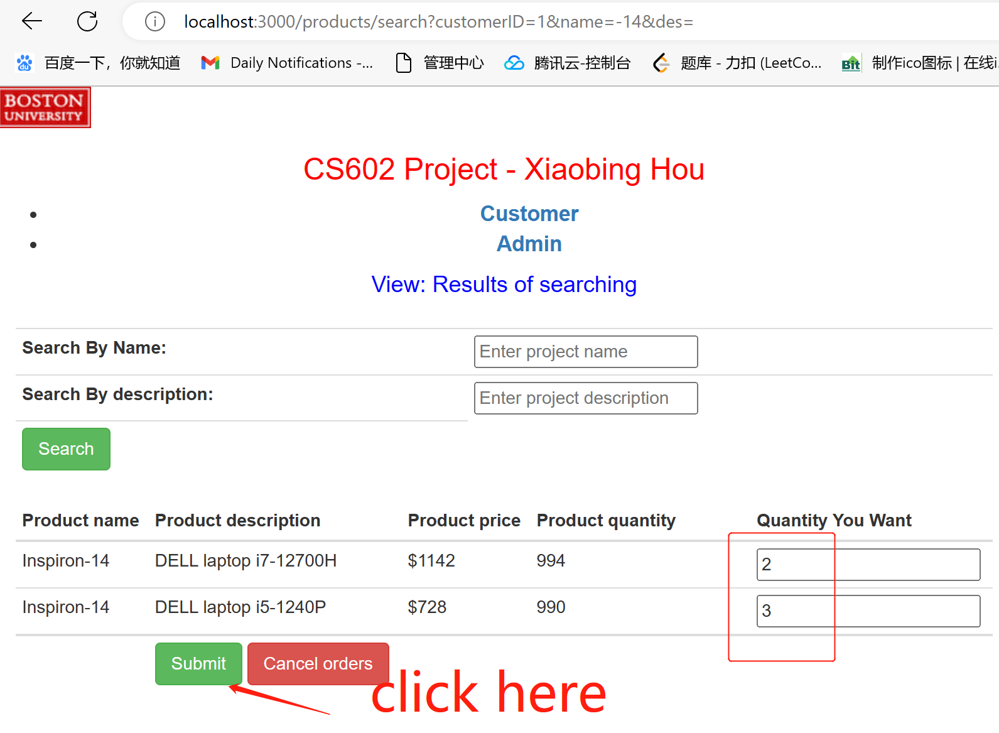 localhost:3000/products/search?customerID=1&name=-14&des=
百度一下，你就知道 Daily Notifications -... 管理中心 腾讯云-控制台 题库 - 力扣 (LeetCo... Bit 制作ico图标 | 在线i
BOSTON
UNIVERSITY
CS602 Project - Xiaobing Hou
Customer
Admin
View: Results of searching
Search By Name: Enter project name
Search By description: Enter project description
Search
Product name Product description Product price Product quantity Quantity You Want
Inspiron-14 DELL laptop i7-12700H $1142 994 2
Inspiron-14 DELL laptop i5-1240P $728 990 3
Submit Cancel orders
click here